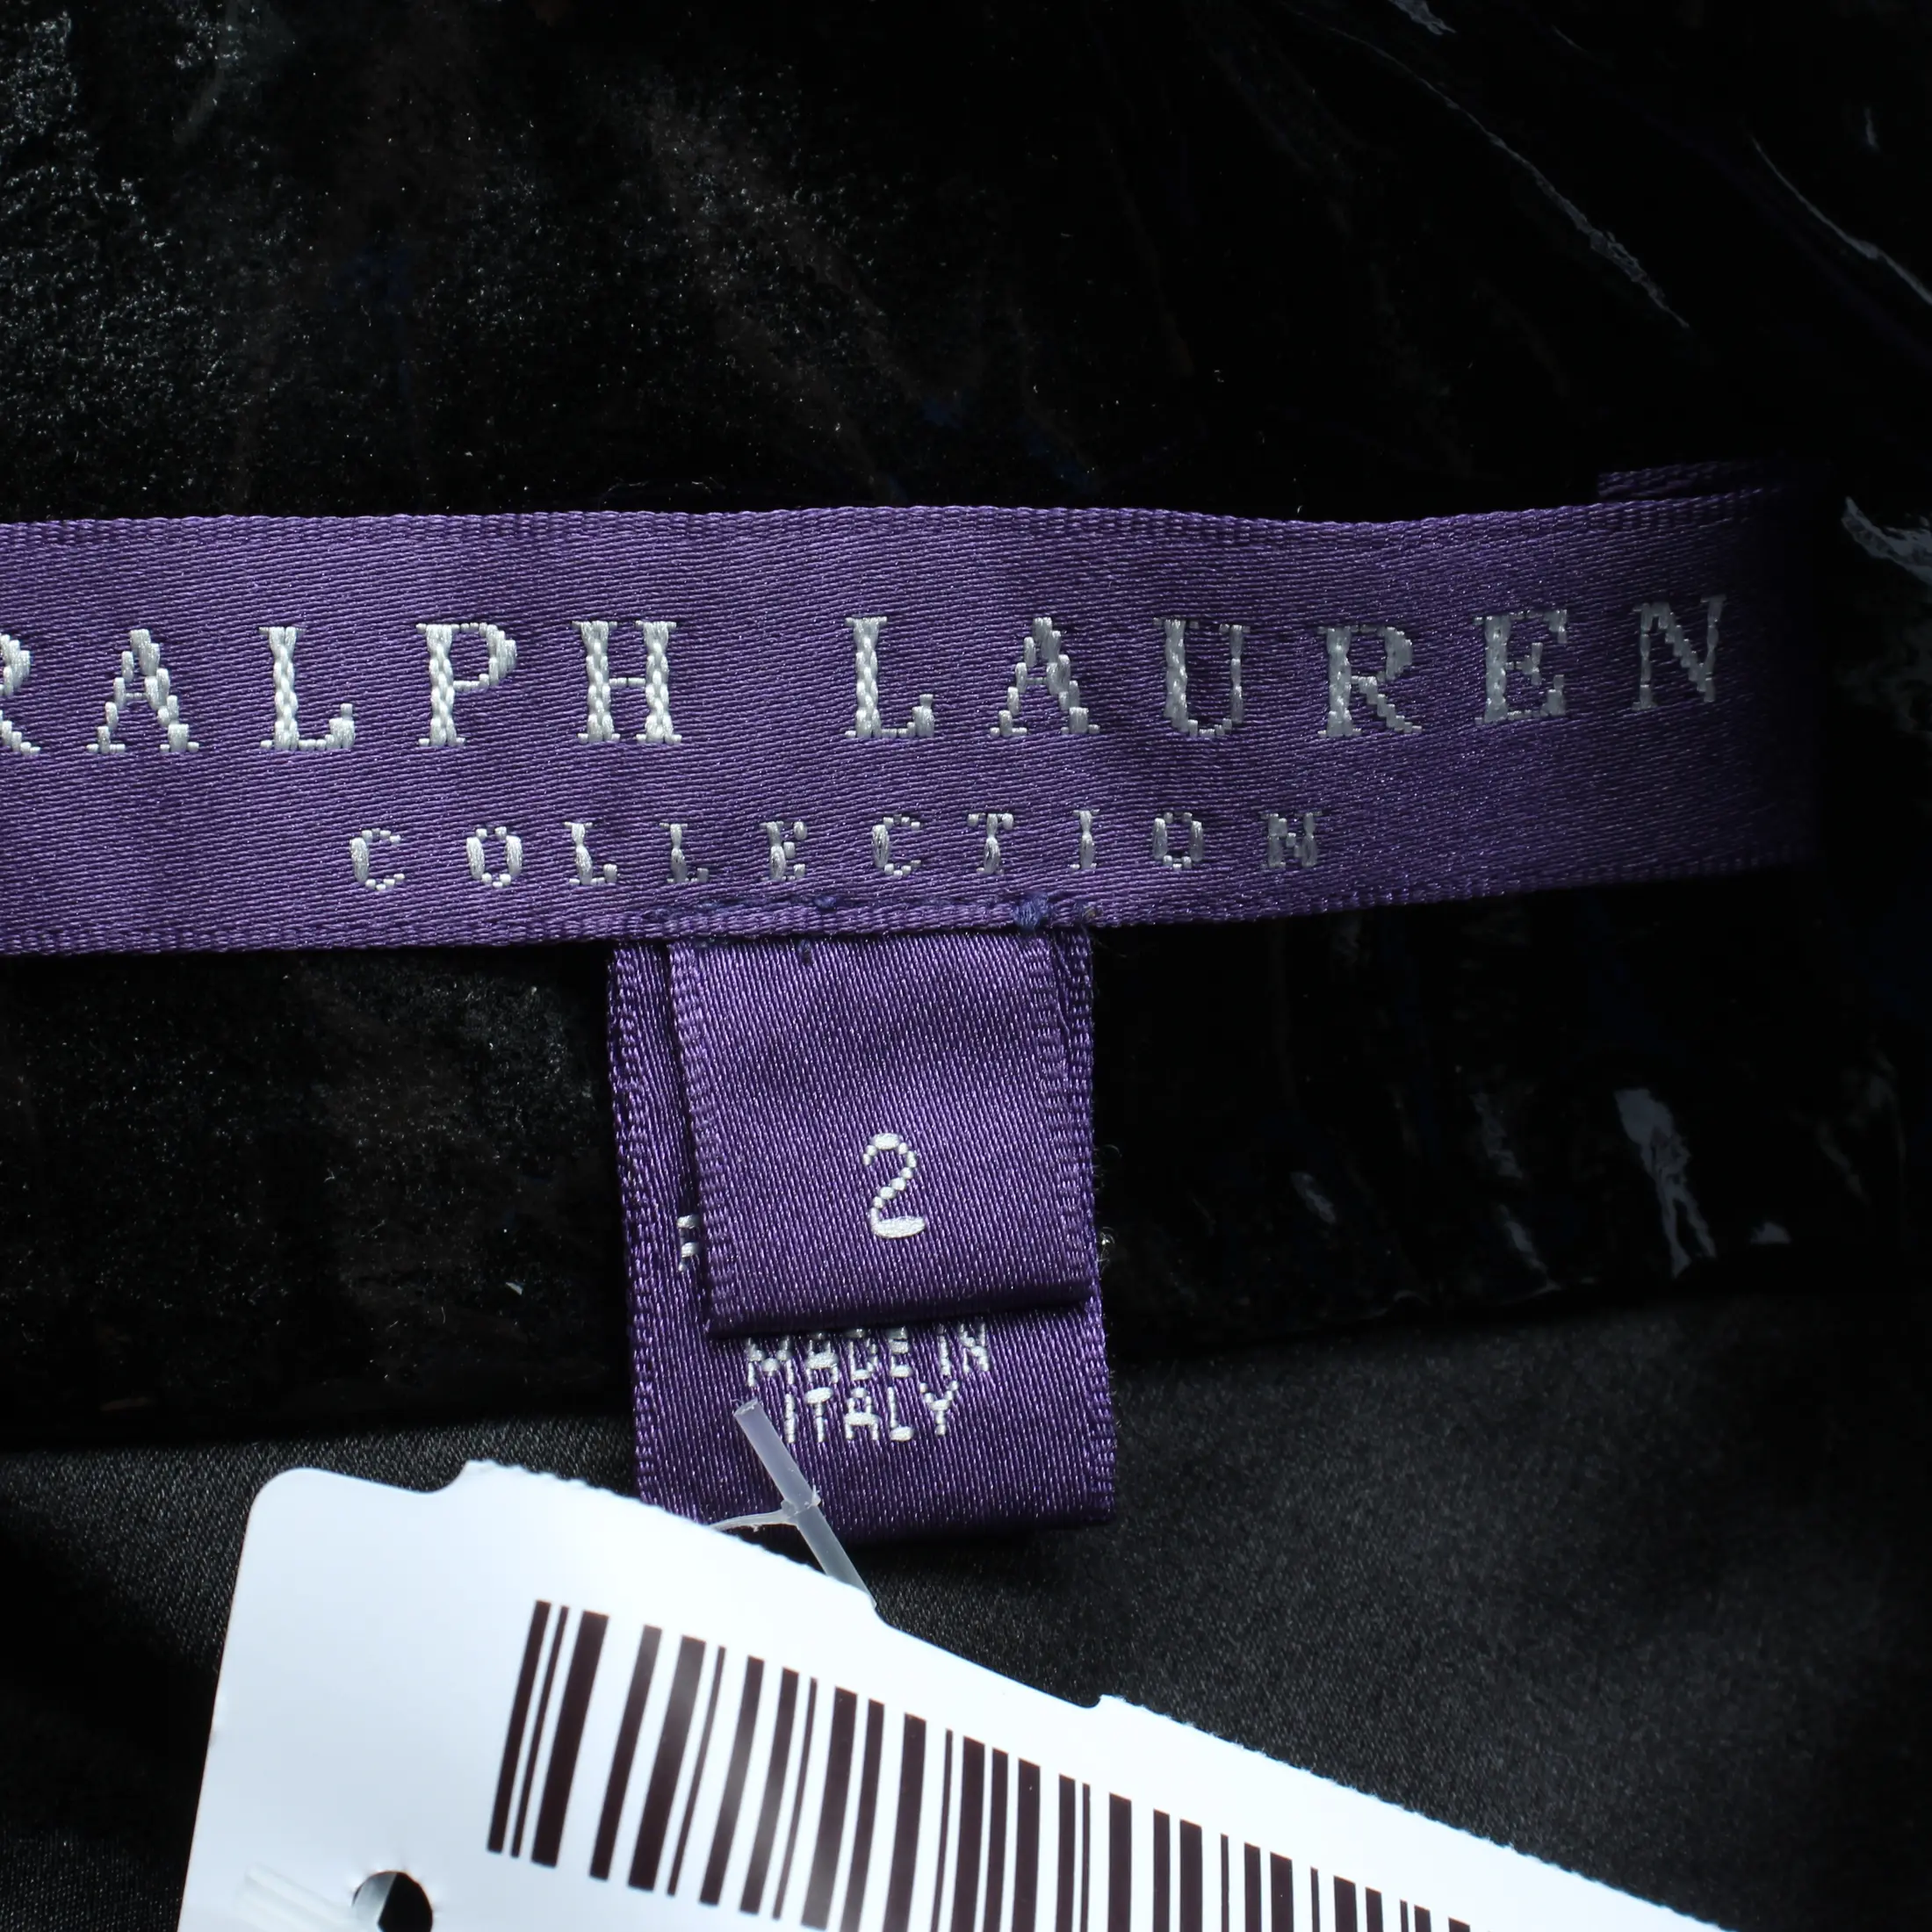 RALPH LAUREN
COLLECTION
2
MADE IN
ITALY